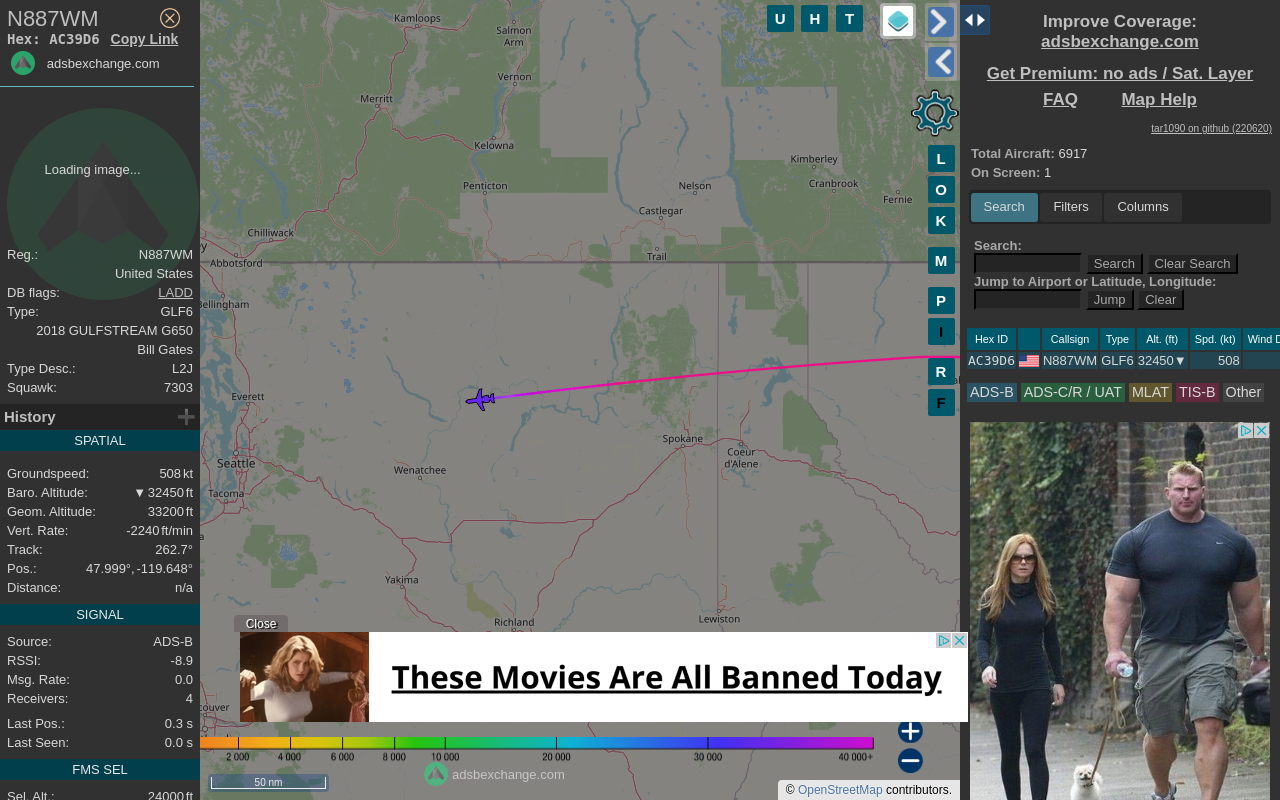 N887WM
Hex: AC39D6 Copy Link
adsbexchange.com
Loading image...
Reg.: N887WM
United States
DB flags: LADD
Type: GLF6
2018 GULFSTREAM G650
Bill Gates
Type Desc.: L2J
Squawk: 7303
History
SPATIAL
Groundspeed: 508 kt
Baro. Altitude: ▼ 32450 ft
Geom. Altitude: 33200 ft
Vert. Rate: -2240 ft/min
Track: 262.7°
Pos.: 47.999°, -119.648°
Distance: n/a
SIGNAL
Source: ADS-B
RSSI: -8.9
Msg. Rate: 0.0
Receivers: 4
Last Pos.: 0.3 s
Last Seen: 0.0 s
FMS SEL
Sel. Alt.: 24000 ft
Kamloops
Salmon
Arm
Vernon
Merritt
Kelowna
Penticton
Nelson
Kimberley
Cranbrook
Fernie
Castlegar
Chilliwack
Abbotsford
Trail
Bellingham
Everett
Seattle
Tacoma
Wenatchee
Spokane
Coeur
d'Alene
Yakima
Richland
Lewiston
U H T
L
O
K
M
P
I
R
F
Close
These Movies Are All Banned Today
2 000 4 000 6 000 8 000 10 000 20 000 30 000 40 000+
adsbexchange.com
50 nm
© OpenStreetMap contributors.
Improve Coverage:
adsbexchange.com
Get Premium: no ads / Sat. Layer
FAQ Map Help
tar1090 on github (220620)
Total Aircraft: 6917
On Screen: 1
Search Filters Columns
Search:
Search Clear Search
Jump to Airport or Latitude, Longitude:
Jump Clear
Hex ID Callsign Type Alt. (ft) Spd. (kt) Wind D
AC39D6 N887WM GLF6 32450▼ 508
ADS-B ADS-C/R / UAT MLAT TIS-B Other